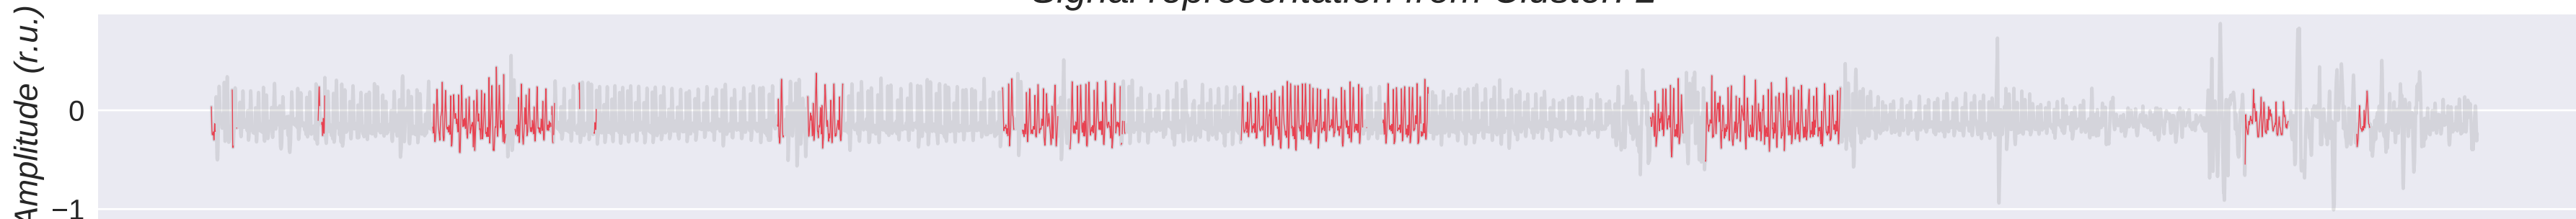 Signal representation from Cluster: 2
Amplitude (r.u.)
0
−1